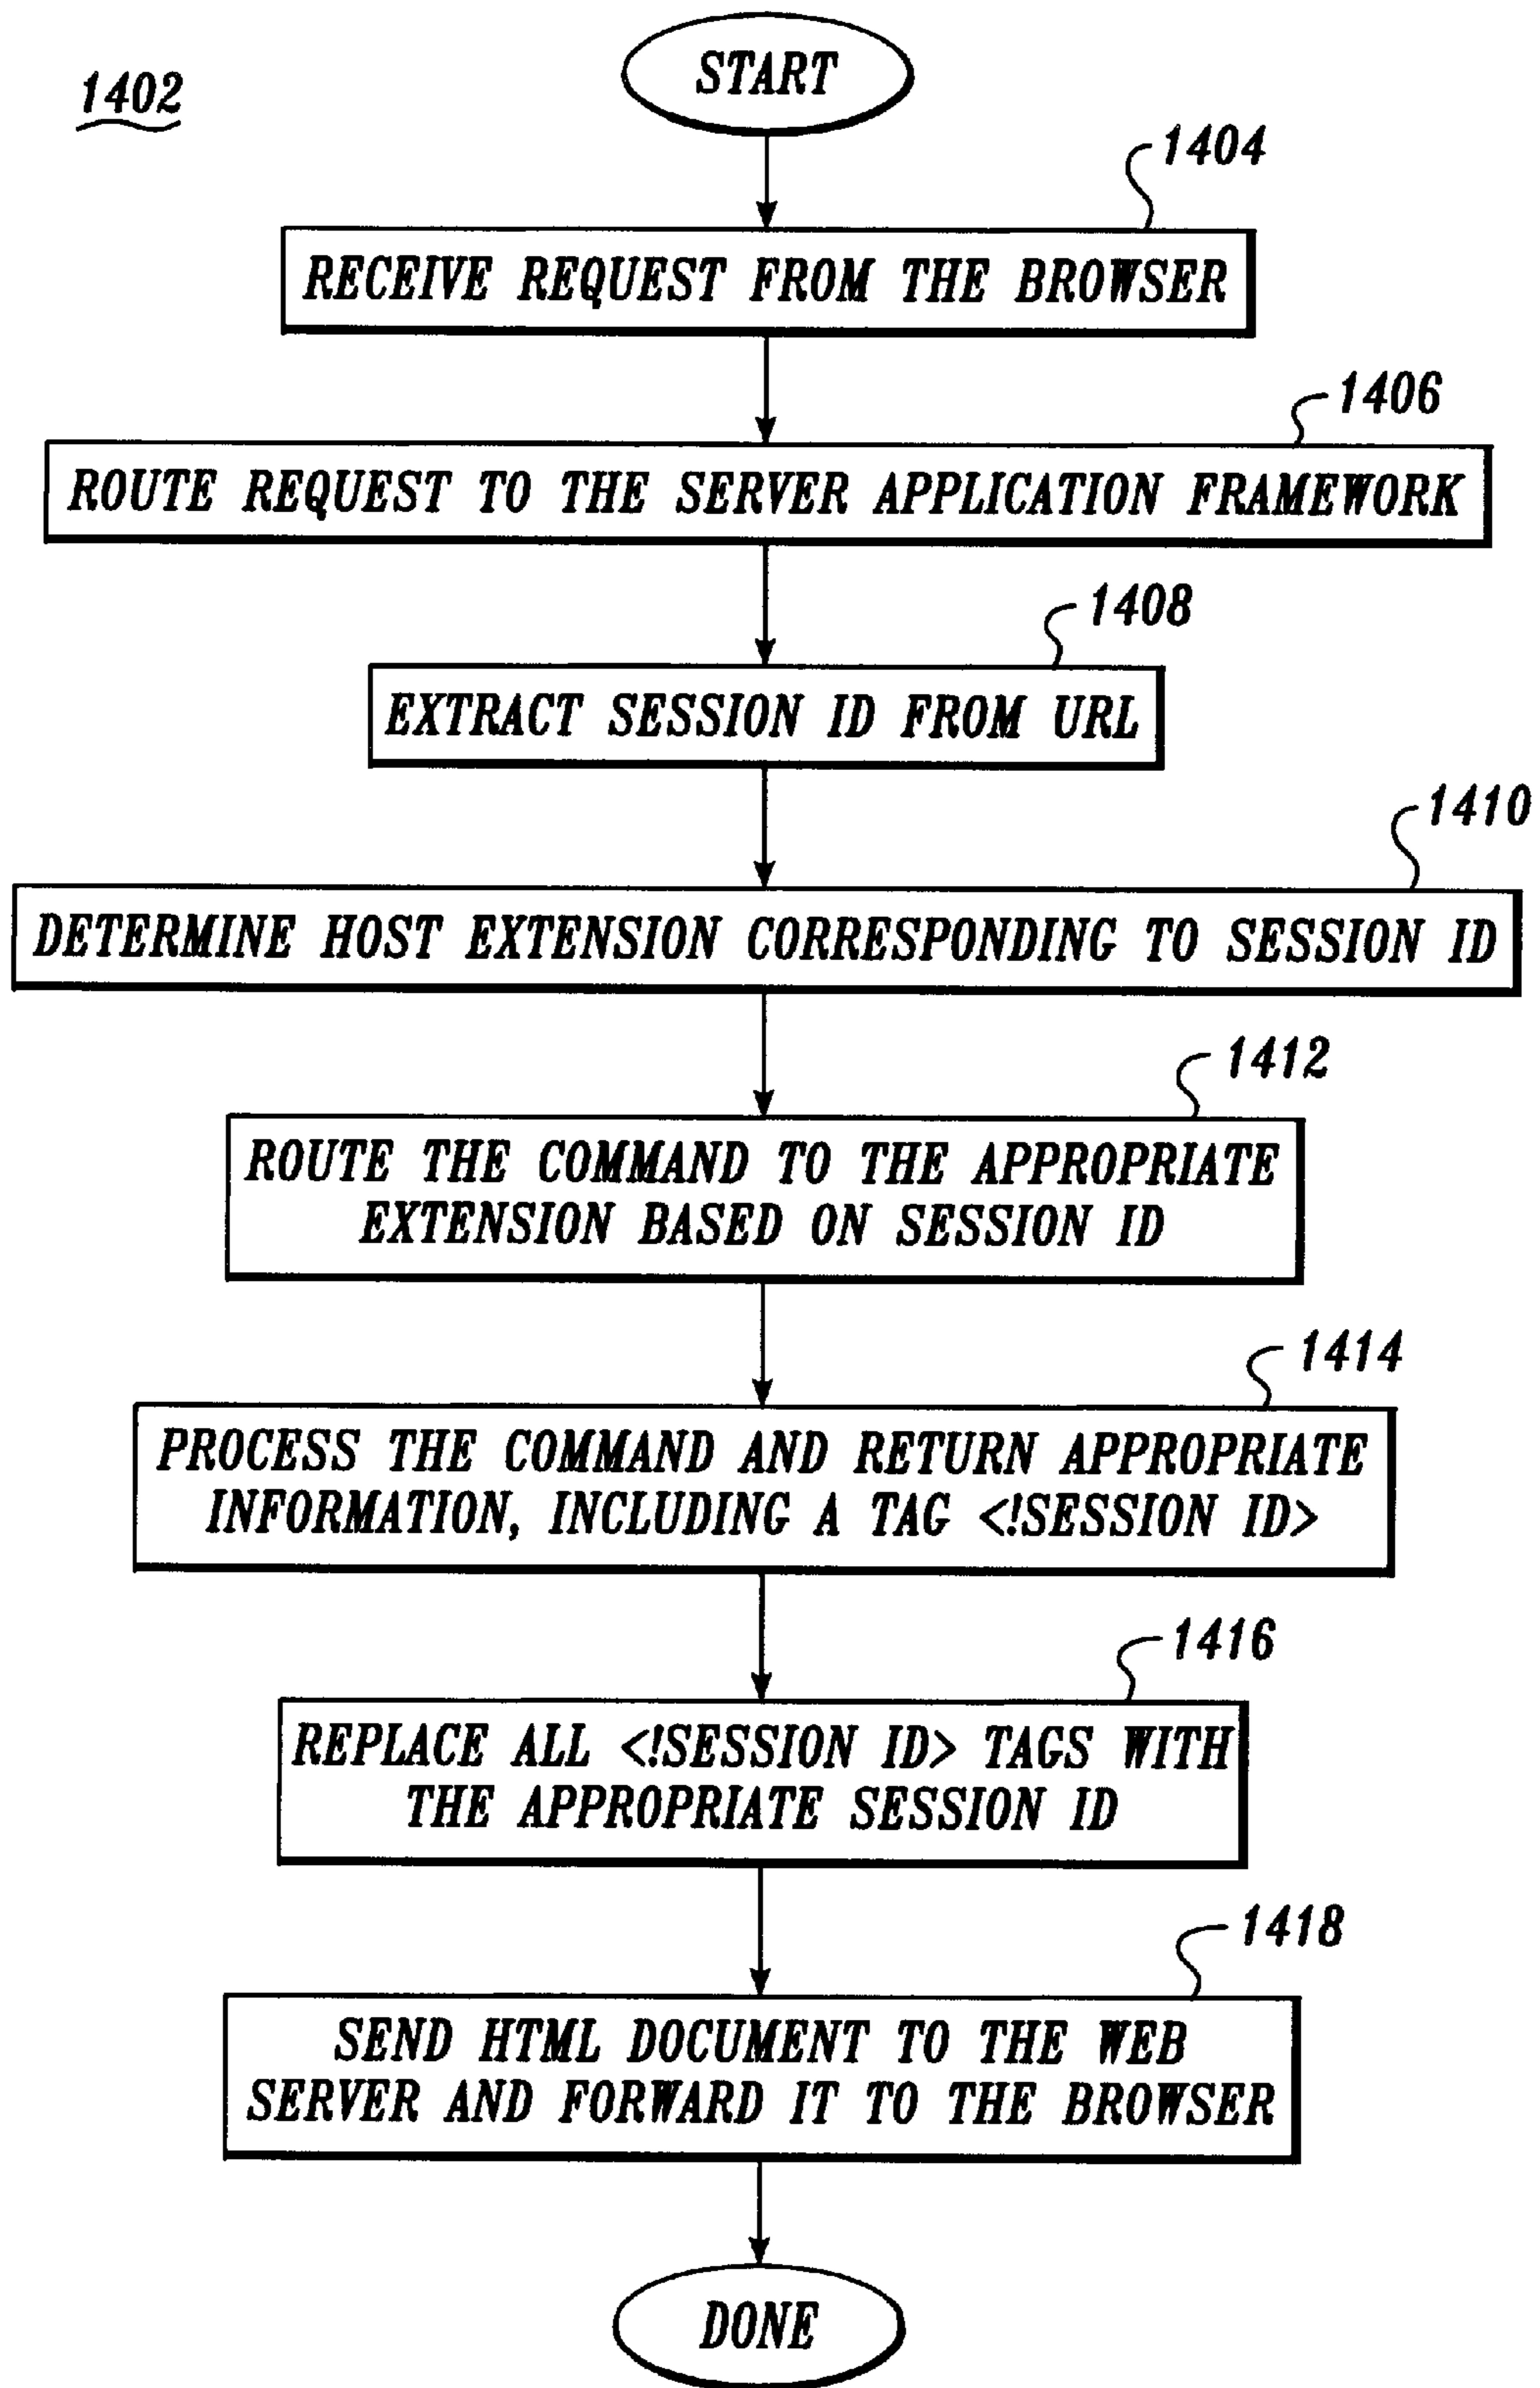 START
1402
1404
RECEIVE REQUEST FROM THE BROWSER
1406
ROUTE REQUEST TO THE SERVER APPLICATION FRAMEWORK
1408
EXTRACT SESSION ID FROM URL
1410
DETERMINE HOST EXTENSION CORRESPONDING TO SESSION ID
1412
ROUTE THE COMMAND TO THE APPROPRIATE
EXTENSION BASED ON SESSION ID
1414
PROCESS THE COMMAND AND RETURN APPROPRIATE
INFORMATION, INCLUDING A TAG <!SESSION ID>
1416
REPLACE ALL <!SESSION ID> TAGS WITH
THE APPROPRIATE SESSION ID
1418
SEND HTML DOCUMENT TO THE WEB
SERVER AND FORWARD IT TO THE BROWSER
DONE